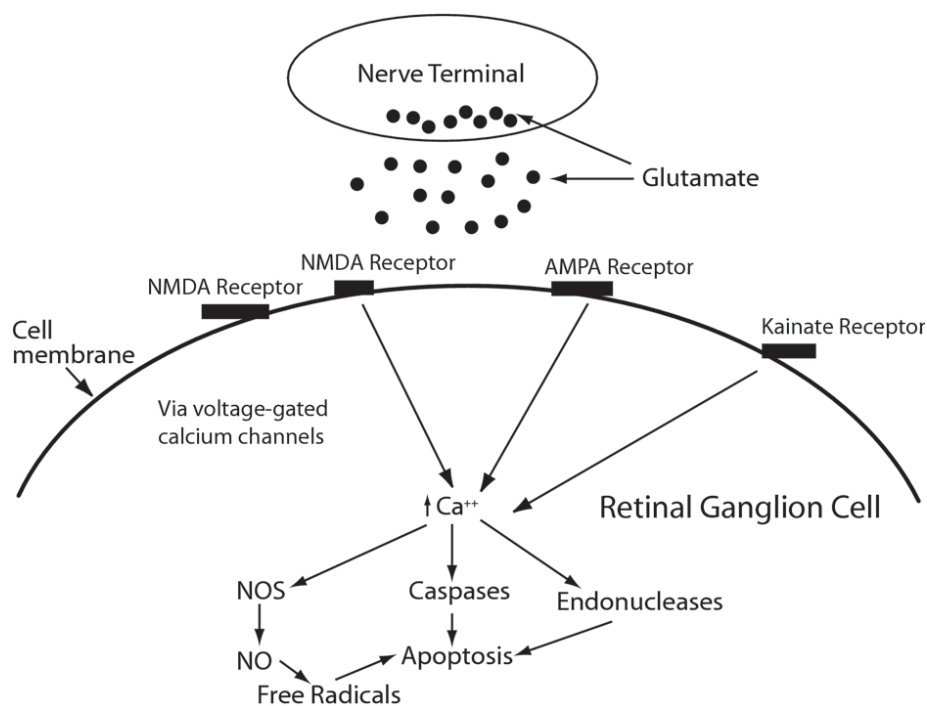 Nerve Terminal
Glutamate
NMDA Receptor
AMPA Receptor
NMDA Receptor
Kainate Receptor
Cell
membrane
Via voltage-gated
calcium channels
↑ Ca⁺⁺
Retinal Ganglion Cell
NOS
Caspases
Endonucleases
NO
Apoptosis
Free Radicals